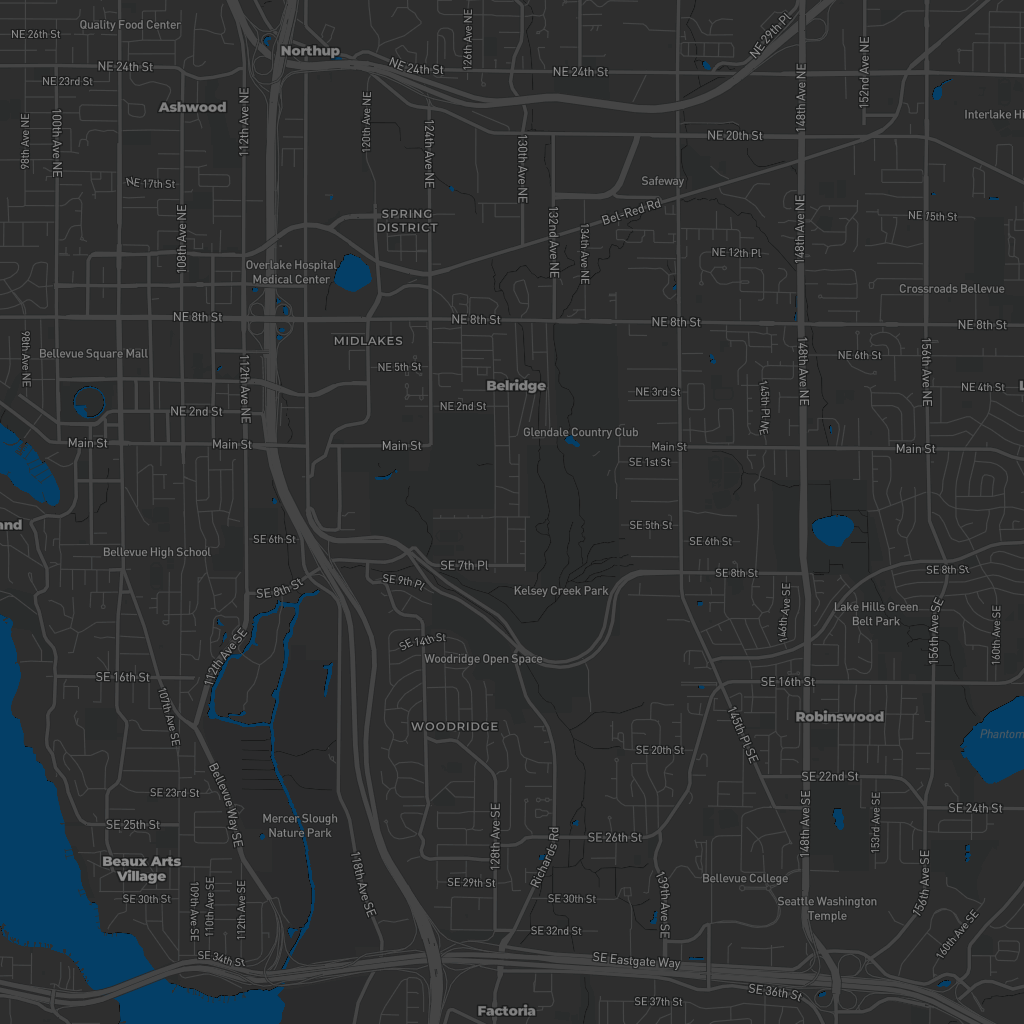 Quality Food Center
NE 26th St
126th Ave NE
NE 29th Pl
152nd Ave NE
Northup
NE 24th St
NE 24th St
NE 24th St
NE 23rd St
148th Ave NE
Ashwood
112th Ave NE
120th Ave NE
Interlake Hi
98th Ave NE
100th Ave NE
124th Ave NE
130th Ave NE
NE 20th St
NE 17th St
Safeway
SPRING
DISTRICT
Bel-Red Rd
NE 15th St
108th Ave NE
132nd Ave NE
134th Ave NE
148th Ave NE
NE 12th Pl
Overlake Hospital
Medical Center
Crossroads Bellevue
NE 8th St
NE 8th St
NE 8th St
NE 8th St
MIDLAKES
98th Ave NE
Bellevue Square Mall
NE 6th St
NE 5th St
112th Ave NE
148th Ave NE
156th Ave NE
Belridge
NE 4th St
L
NE 3rd St
145th Pl NE
NE 2nd St
NE 2nd St
Glendale Country Club
Main St
Main St
Main St
Main St
Main St
SE 1st St
and
SE 5th St
SE 6th St
SE 6th St
Bellevue High School
SE 7th Pl
SE 8th St
SE 8th St
SE 9th Pl
SE 8th St
Kelsey Creek Park
146th Ave SE
Lake Hills Green
Belt Park
156th Ave SE
160th Ave SE
SE 14th St
112th Ave SE
Woodridge Open Space
SE 16th St
SE 16th St
107th Ave SE
WOODRIDGE
145th Pl SE
Robinswood
Phantom
SE 20th St
SE 22nd St
SE 23rd St
Bellevue Way SE
SE 24th St
SE 25th St
Mercer Slough
Nature Park
128th Ave SE
148th Ave SE
153rd Ave SE
SE 26th St
Beaux Arts
Village
118th Ave SE
Richards Rd
SE 29th St
Bellevue College
156th Ave SE
SE 30th St
109th Ave SE
110th Ave SE
112th Ave SE
SE 30th St
139th Ave SE
Seattle Washington
Temple
SE 32nd St
160th Ave SE
SE 34th St
SE Eastgate Way
SE 36th St
SE 37th St
Factoria